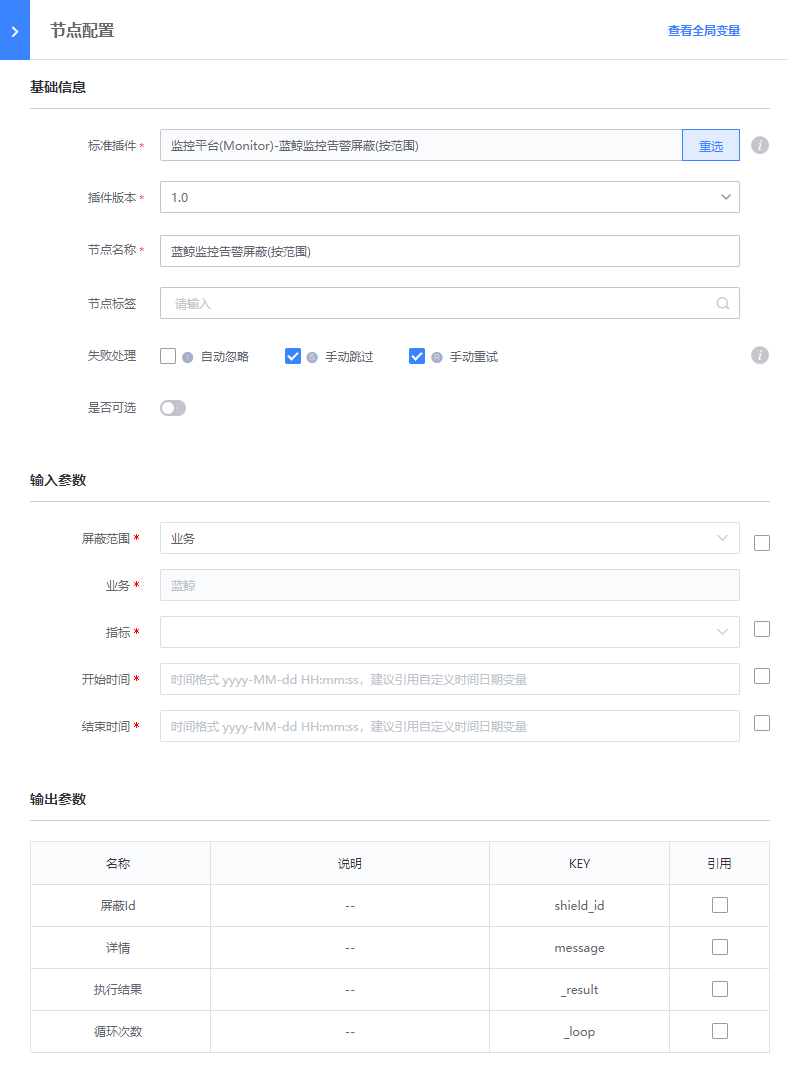 节点配置 查看全局变量
基础信息
标准插件 * 监控平台(Monitor)-蓝鲸监控告警屏蔽(按范围) 重选
插件版本 * 1.0
节点名称 * 蓝鲸监控告警屏蔽(按范围)
节点标签 请输入
失败处理 自动忽略 手动跳过 手动重试
是否可选
输入参数
屏蔽范围 * 业务
业务 * 蓝鲸
指标 *
开始时间 * 时间格式 yyyy-MM-dd HH:mm:ss，建议引用自定义时间日期变量
结束时间 * 时间格式 yyyy-MM-dd HH:mm:ss，建议引用自定义时间日期变量
输出参数
名称 说明 KEY 引用
屏蔽Id -- shield_id
详情 -- message
执行结果 -- _result
循环次数 -- _loop